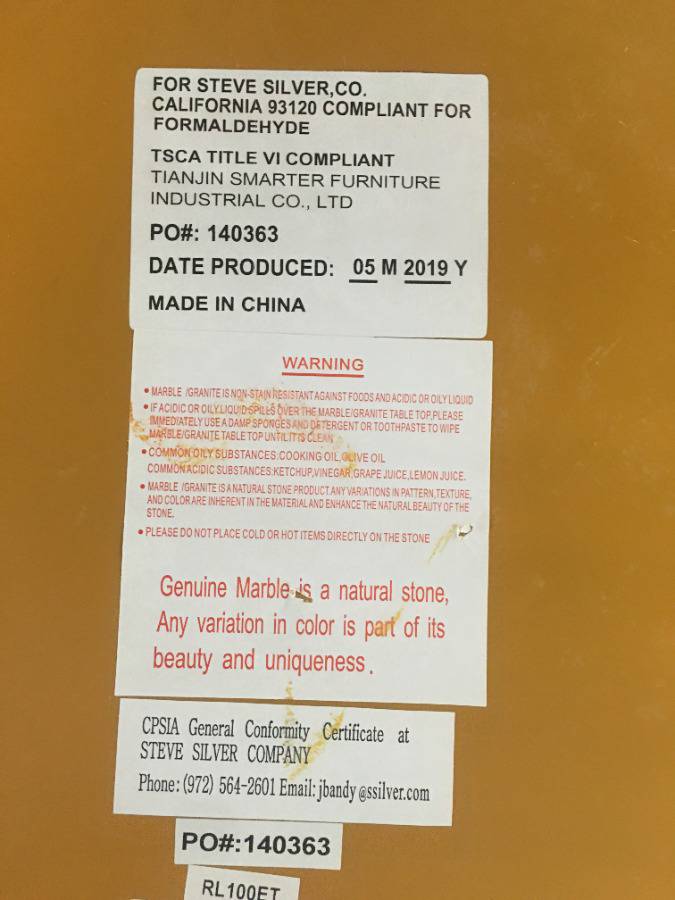 FOR STEVE SILVER,CO.
CALIFORNIA 93120 COMPLIANT FOR
FORMALDEHYDE
TSCA TITLE VI COMPLIANT
TIANJIN SMARTER FURNITURE
INDUSTRIAL CO., LTD
PO#: 140363
DATE PRODUCED: 05 M 2019 Y
MADE IN CHINA
WARNING
• MARBLE /GRANITE IS NON-STAIN RESISTANT AGAINST FOODS AND ACIDIC OR OILY LIQUID
• IF ACIDIC OR OILY LIQUID SPILLS OVER THE MARBLE/GRANITE TABLE TOP,PLEASE
IMMEDIATELY USE A DAMP SPONGES AND DETERGENT OR TOOTHPASTE TO WIPE
MARBLE/GRANITE TABLE TOP UNTIL IT IS CLEAN
• COMMON OILY SUBSTANCES:COOKING OIL,OLIVE OIL
COMMON ACIDIC SUBSTANCES:KETCHUP,VINEGAR,GRAPE JUICE,LEMON JUICE.
• MARBLE /GRANITE IS A NATURAL STONE PRODUCT.ANY VARIATIONS IN PATTERN,TEXTURE,
AND COLOR ARE INHERENT IN THE MATERIAL AND ENHANCE THE NATURAL BEAUTY OF THE
STONE.
• PLEASE DO NOT PLACE COLD OR HOT ITEMS DIRECTLY ON THE STONE
Genuine Marble is a natural stone,
Any variation in color is part of its
beauty and uniqueness.
CPSIA General Conformity Certificate at
STEVE SILVER COMPANY
Phone:(972) 564-2601 Email:jbandy@ssilver.com
PO#:140363
RL100ET